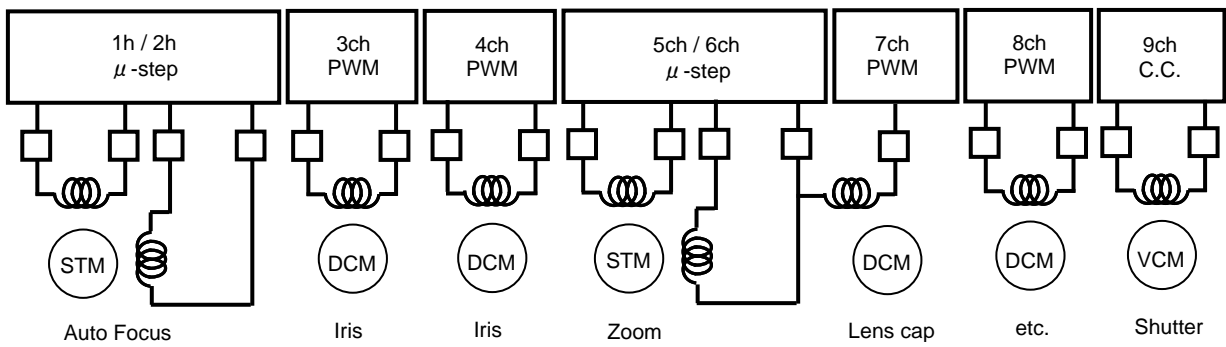 1h / 2h
μ-step
3ch
PWM
4ch
PWM
5ch / 6ch
μ-step
7ch
PWM
8ch
PWM
9ch
C.C.
STM
DCM
DCM
STM
DCM
DCM
VCM
Auto Focus
Iris
Iris
Zoom
Lens cap
etc.
Shutter